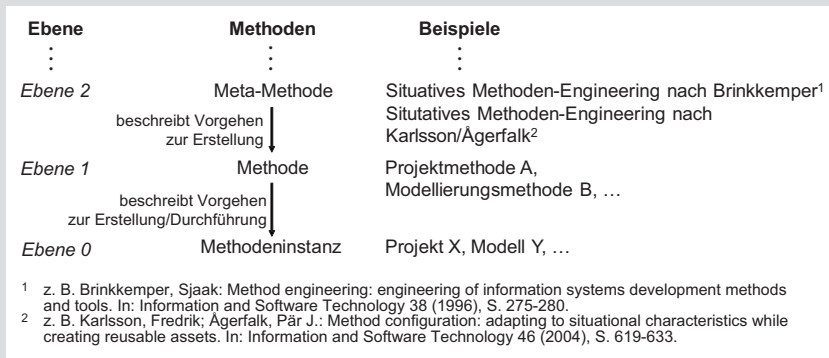 Ebene Methoden Beispiele
⋮ ⋮ ⋮
Ebene 2 Meta-Methode Situatives Methoden-Engineering nach Brinkkemper¹
beschreibt Vorgehen Situtatives Methoden-Engineering nach
zur Erstellung Karlsson/Ågerfalk²
Ebene 1 Methode Projektmethode A,
beschreibt Vorgehen Modellierungsmethode B, …
zur Erstellung/Durchführung
Ebene 0 Methodeninstanz Projekt X, Modell Y, …
1 z. B. Brinkkemper, Sjaak: Method engineering: engineering of information systems development methods
and tools. In: Information and Software Technology 38 (1996), S. 275-280.
2 z. B. Karlsson, Fredrik; Ågerfalk, Pär J.: Method configuration: adapting to situational characteristics while
creating reusable assets. In: Information and Software Technology 46 (2004), S. 619-633.